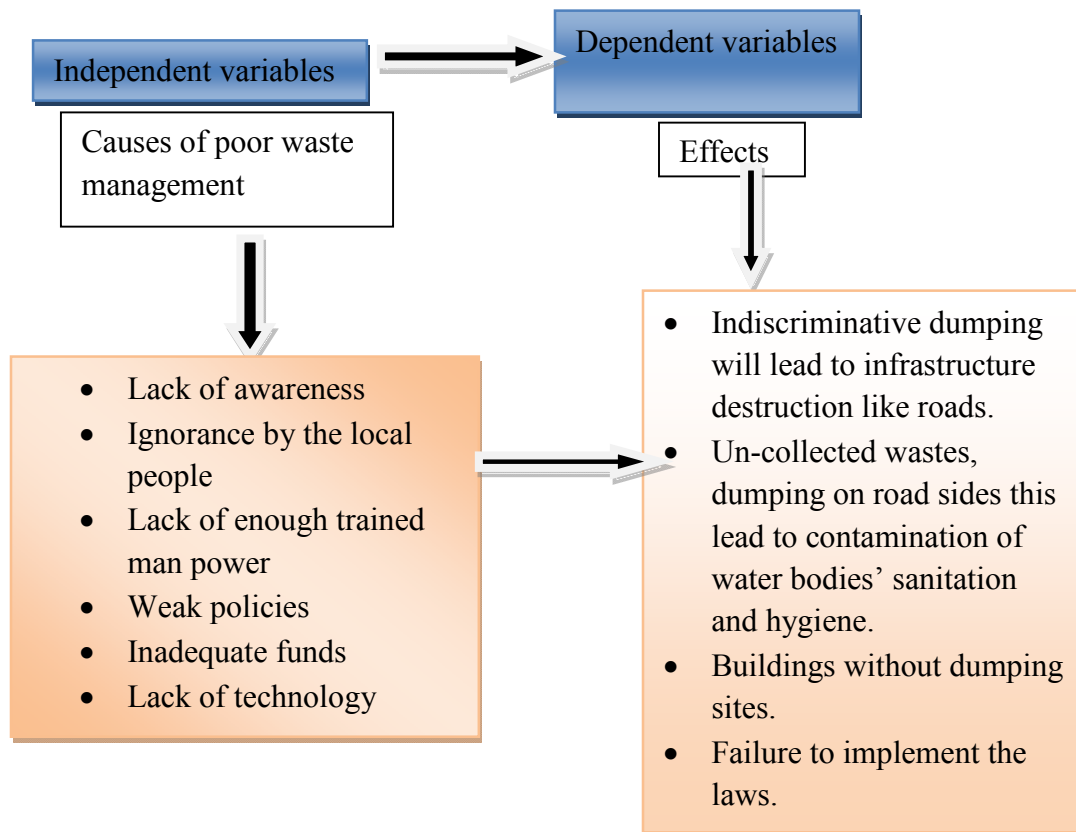 Independent variables
Dependent variables
Causes of poor waste
management
Effects
• Lack of awareness
• Ignorance by the local
people
• Lack of enough trained
man power
• Weak policies
• Inadequate funds
• Lack of technology
• Indiscriminative dumping
will lead to infrastructure
destruction like roads.
• Un-collected wastes,
dumping on road sides this
lead to contamination of
water bodies’ sanitation
and hygiene.
• Buildings without dumping
sites.
• Failure to implement the
laws.